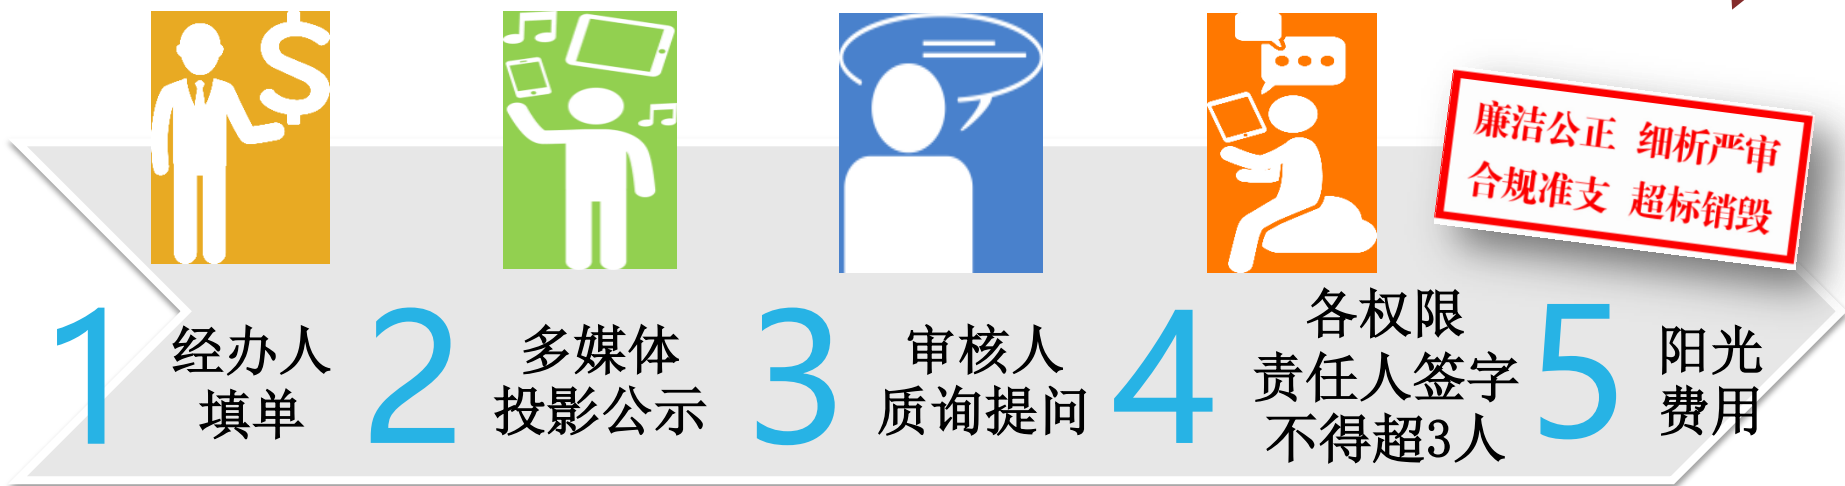 廉洁公正 细析严审
合规准支 超标销毁
1
经办人
填单
2
多媒体
投影公示
3
审核人
质询提问
4
各权限
责任人签字
不得超3人
5
阳光
费用